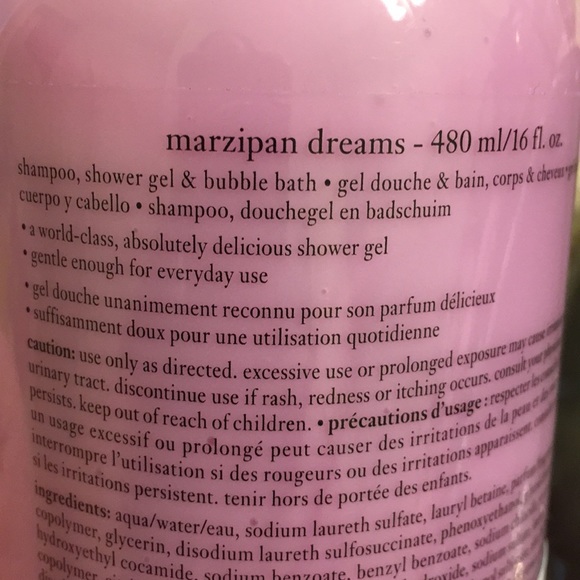 marzipan dreams - 480 ml/16 fl. oz.
shampoo, shower gel & bubble bath • gel douche & bain, corps & cheveux
cuerpo y cabello • shampoo, douchegel en badschuim
• a world-class, absolutely delicious shower gel
• gentle enough for everyday use
• gel douche unanimement reconnu pour son parfum délicieux
• suffisamment doux pour une utilisation quotidienne
caution: use only as directed. excessive use or prolonged exposure may cause
urinary tract. discontinue use if rash, redness or itching occurs. consult your
persists. keep out of reach of children. • précautions d'usage : respecter les
un usage excessif ou prolongé peut causer des irritations de la peau et
interrompre l'utilisation si des rougeurs ou des irritations apparaissent.
si les irritations persistent. tenir hors de portée des enfants.
ingredients: aqua/water/eau, sodium laureth sulfate, lauryl betaine, parfum
copolymer, glycerin, disodium laureth sulfosuccinate, phenoxyethanol,
hydroxyethyl cocamide, sodium benzoate, benzyl benzoate, sodium